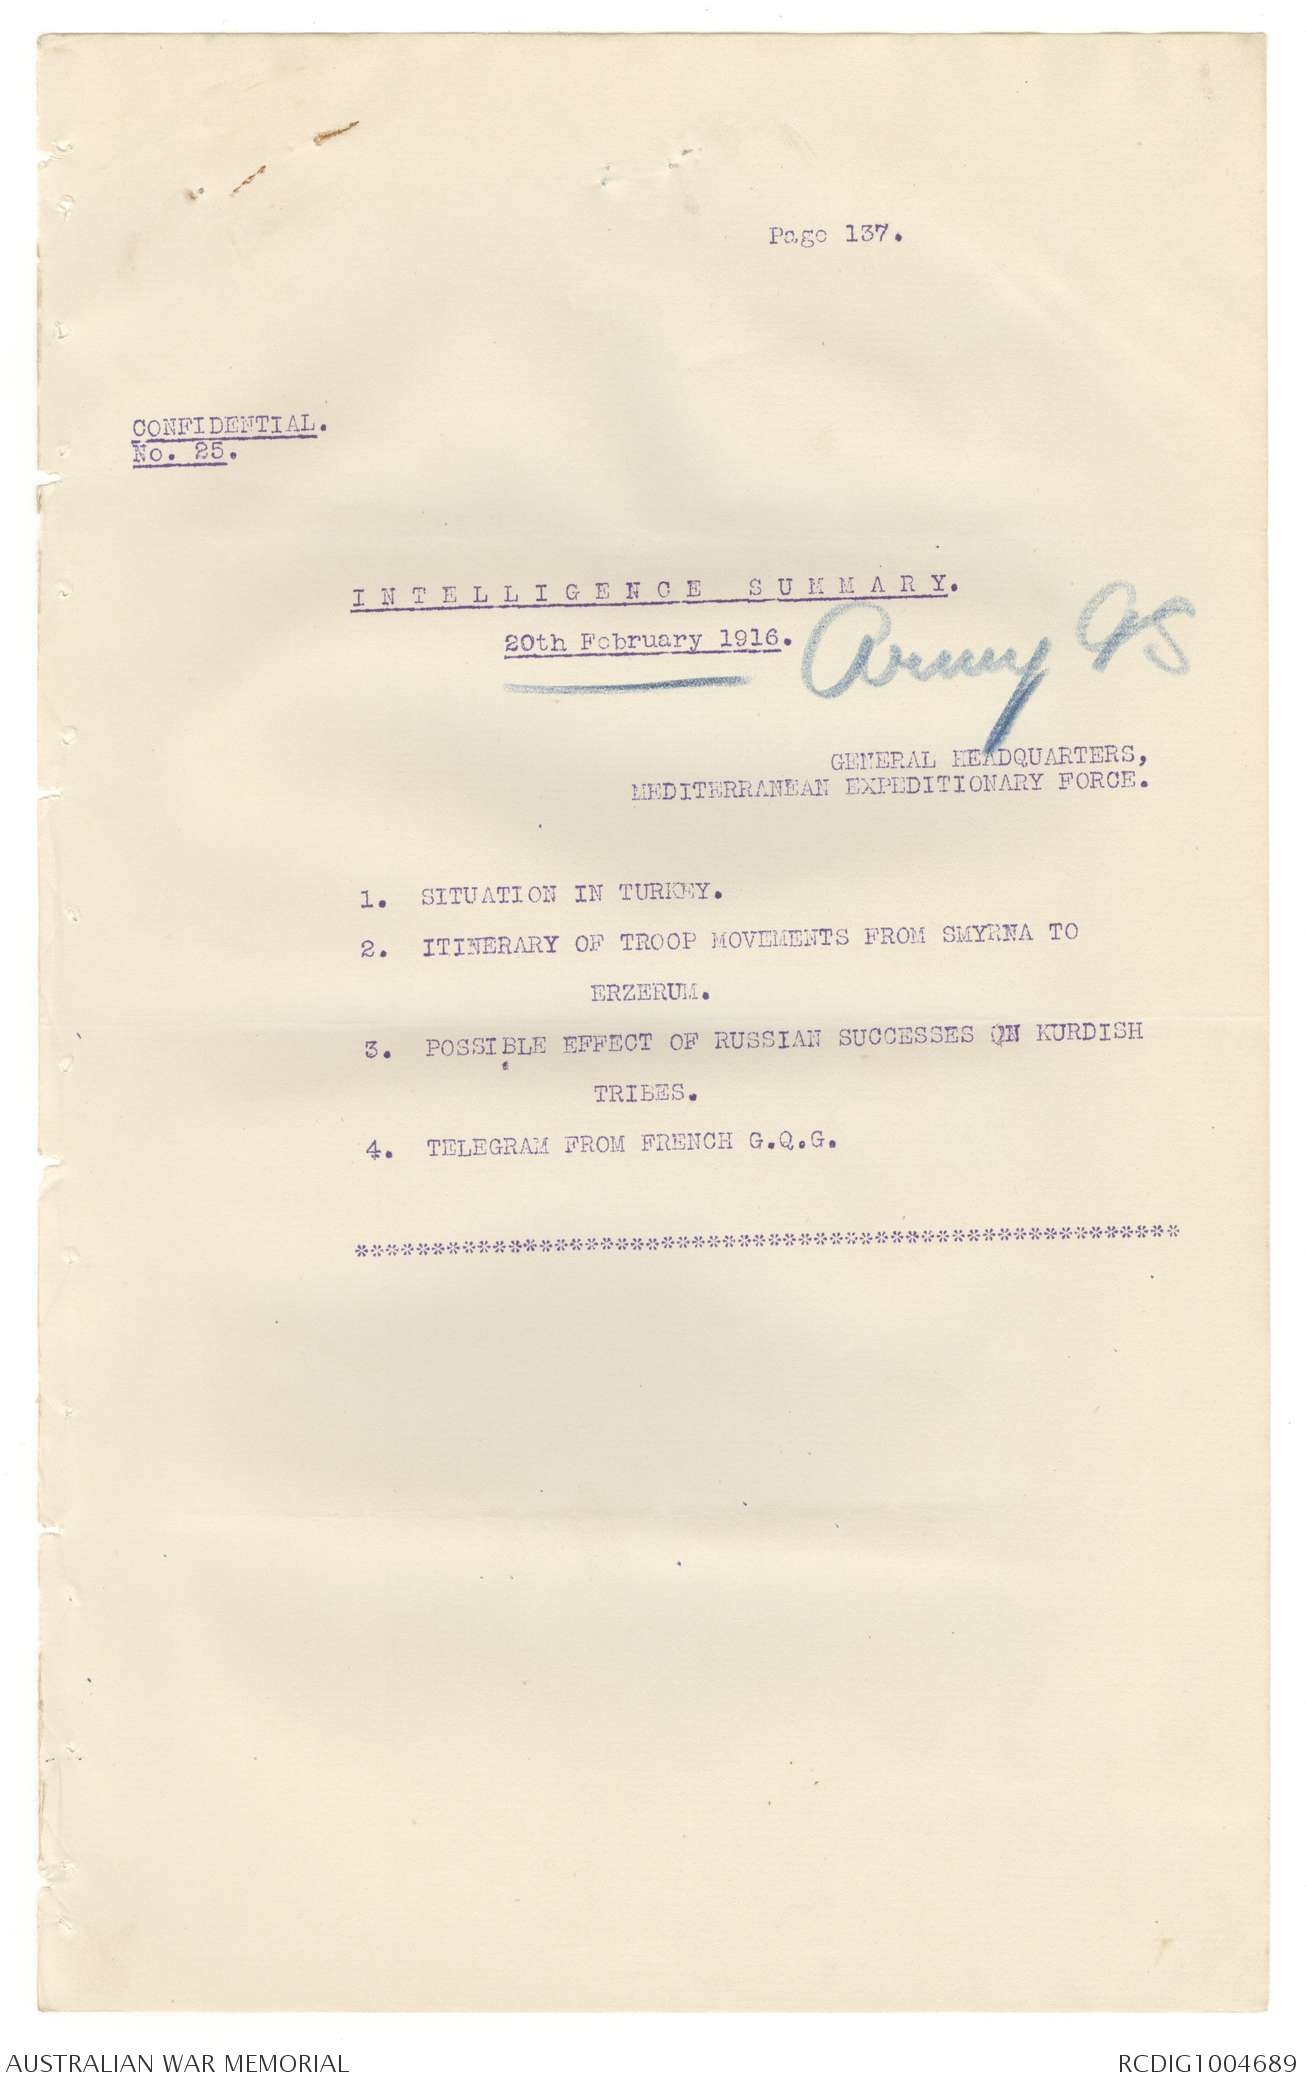 Page 137.
CONFIDENTIAL.
No. 25.
INTELLIGENCE SUMMARY.
20th February 1916.
Army GS
GENERAL HEADQUARTERS,
MEDITERRANEAN EXPEDITIONARY FORCE.
1. SITUATION IN TURKEY.
2. ITINERARY OF TROOP MOVEMENTS FROM SMYRNA TO
ERZERUM.
3. POSSIBLE EFFECT OF RUSSIAN SUCCESSES ON KURDISH
TRIBES.
4. TELEGRAM FROM FRENCH G.Q.G.
******************************************************
AUSTRALIAN WAR MEMORIAL
RCDIG1004689